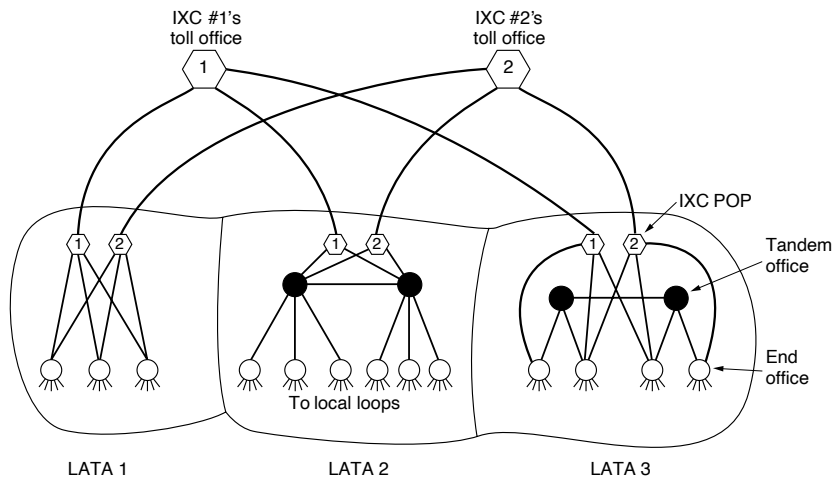 IXC #1's
toll office
IXC #2's
toll office
1
2
IXC POP
1
2
1
2
1
2
Tandem
office
End
office
To local loops
LATA 1
LATA 2
LATA 3